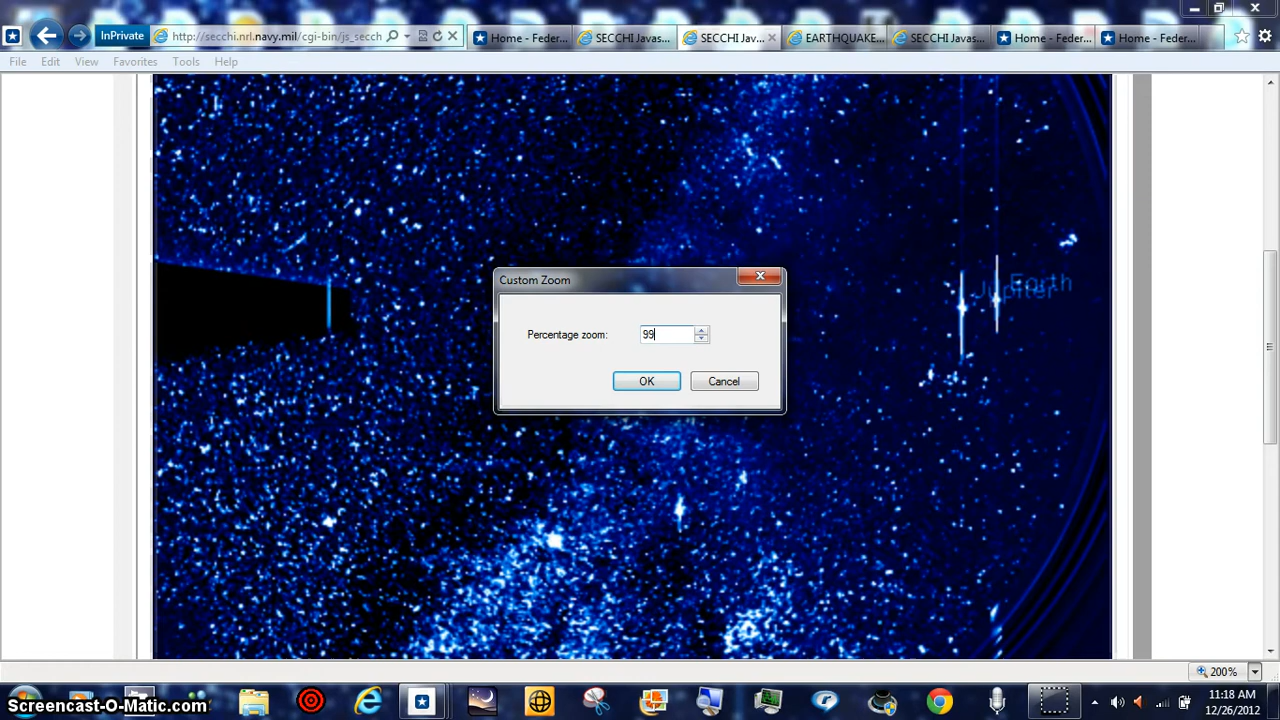 InPrivate
http://secchi.nrl.navy.mil/cgi-bin/js_secch
Home - Feder...
SECCHI Javas...
SECCHI Jav...
EARTHQUAKE...
SECCHI Javas...
Home - Feder...
Home - Feder...
File Edit View Favorites Tools Help
Earth
Jupiter
Custom Zoom
Percentage zoom: 99
OK Cancel
200%
Screencast-O-Matic.com
11:18 AM
12/26/2012